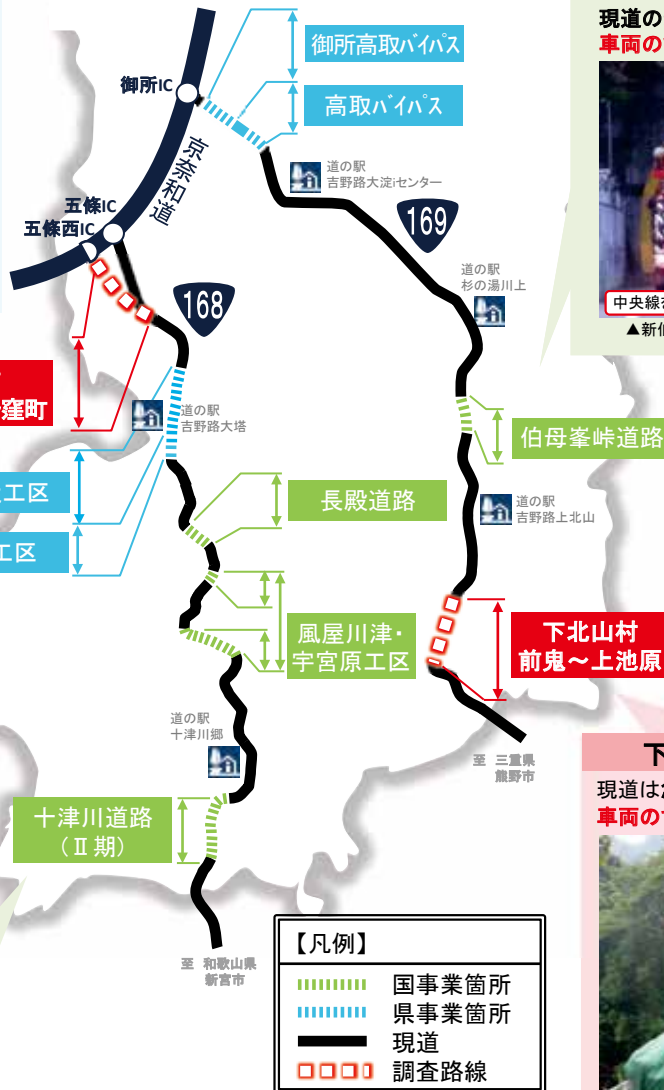 御所高取バイパス
御所IC
高取バイパス
京奈和道
道の駅
吉野路大淀iセンター
五條IC
五條西IC
169
道の駅
杉の湯川上
168
窪町
道の駅
吉野路大塔
伯母峯峠道路
工区
長殿道路
道の駅
吉野路上北山
工区
風屋川津・
宇宮原工区
下北山村
前鬼~上池原
道の駅
十津川郷
至 三重県
熊野市
十津川道路
(Ⅱ期)
至 和歌山県
新宮市
【凡例】
国事業箇所
県事業箇所
現道
調査路線
現道の
車両の
中央線
▲新伯
下
現道は
車両の